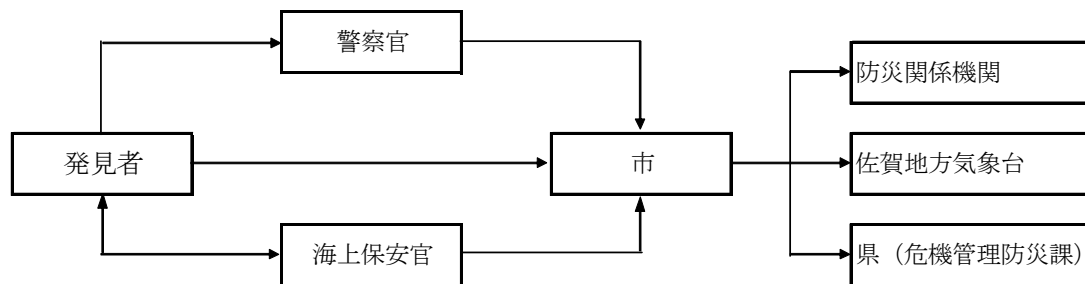 警察官
防災関係機関
発見者
市
佐賀地方気象台
海上保安官
県（危機管理防災課）